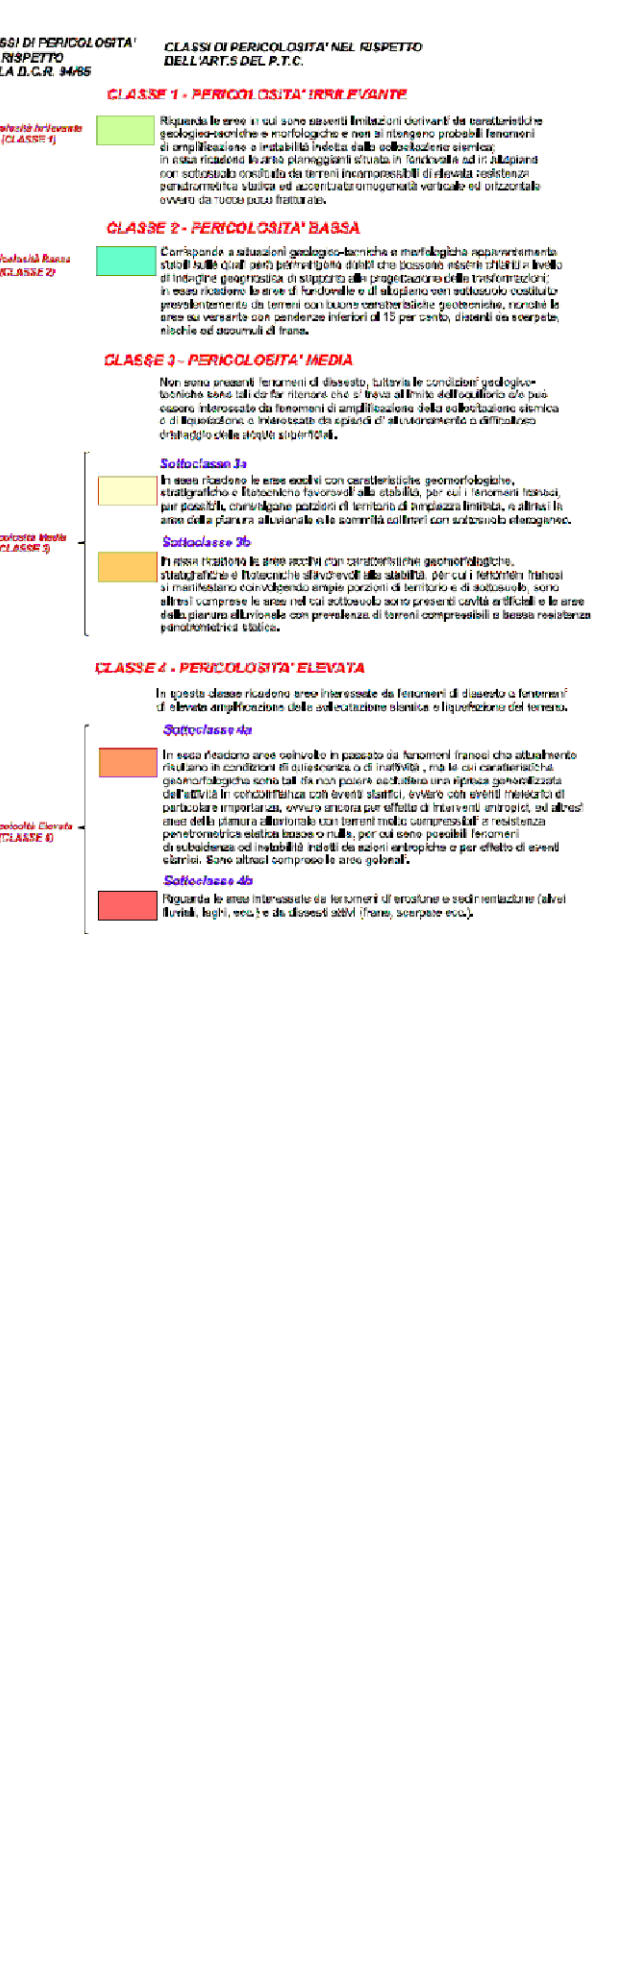 SSI DI PERICOLOSITA'
RISPETTO
LA D.C.R. 94/85
CLASSI DI PERICOLOSITA' NEL RISPETTO
DELL'ART.5 DEL P.T.C.
CLASSE 1 - PERICOLOSITA' IRRILEVANTE
Irrilevante
(CLASSE 1)
Riguarda le aree in cui sono assenti limitazioni derivanti da caratteristiche
geologico-tecniche e morfologiche e non si ritengono probabili fenomeni
di amplificazione o instabilità indotta dalla sollecitazione sismica;
in essa ricadono le aree pianeggianti situate in fondovalle ed in altopiano
con sottosuolo costituito da terreni incompressibili di elevata resistenza
penetrometrica statica ed accentuata omogeneità verticale ed orizzontale
ovvero da rocce poco fratturate.
CLASSE 2 - PERICOLOSITA' BASSA
Bassa
(CLASSE 2)
Corrisponde a situazioni geologico-tecniche e morfologiche apparentemente
stabili sulle quali però permangono dubbi che possono essere chiariti a livello
di indagine geognostica di supporto alla progettazione delle trasformazioni;
in essa ricadono le aree di fondovalle e di altopiano con sottosuolo costituito
prevalentemente da terreni con buone caratteristiche geotecniche, nonché le
aree su versante con pendenze inferiori al 15 per cento, distanti da scarpate,
nicchie ed accumuli di frana.
CLASSE 3 - PERICOLOSITA' MEDIA
Non sono presenti fenomeni di dissesto, tuttavia le condizioni geologico-
tecniche sono tali da far ritenere che si trova al limite dell'equilibrio e/o può
essere interessato da fenomeni di amplificazione della sollecitazione sismica
o di liquefazione o interessata da episodi di alluvionamento o difficoltoso
drenaggio delle acque superficiali.
Sottoclasse 3a
In essa ricadono le aree acclivi con caratteristiche geomorfologiche,
stratigrafiche e litotecniche favorevoli alla stabilità, per cui i fenomeni franosi,
pur possibili, coinvolgono porzioni di territorio di ampiezza limitata, e altresì le
aree della pianura alluvionale e le sommità collinari con sottosuolo eterogeneo.
Media
(CLASSE 3)
Sottoclasse 3b
In essa ricadono le aree acclivi con caratteristiche geomorfologiche,
stratigrafiche e litotecniche sfavorevoli alla stabilità, per cui i fenomeni franosi
si manifestano coinvolgendo ampie porzioni di territorio e di sottosuolo, sono
altresì comprese le aree nel cui sottosuolo sono presenti cavità artificiali e le aree
della pianura alluvionale con prevalenza di terreni compressibili a bassa resistenza
penetrometrica statica.
CLASSE 4 - PERICOLOSITA' ELEVATA
In questa classe ricadono aree interessate da fenomeni di dissesto o fenomeni
di elevata amplificazione della sollecitazione sismica e liquefazione del terreno.
Sottoclasse 4a
In essa ricadono aree coinvolte in passato da fenomeni franosi che attualmente
risultano in condizioni di quiescenza o di inattività , ma le cui caratteristiche
geomorfologiche sono tali da non potere escludere una ripresa generalizzata
dell'attività in concomitanza con eventi sismici, ovvero con eventi meteorici di
particolare importanza, ovvero ancora per effetto di interventi antropici, ed altresì
aree della pianura alluvionale con terreni molto compressibili a resistenza
penetrometrica statica bassa o nulla, per cui sono possibili fenomeni
di subsidenza od instabilità indotti da azioni antropiche o per effetto di eventi
sismici. Sono altresì comprese le aree golenali.
Elevata
(CLASSE 4)
Sottoclasse 4b
Riguarda le aree interessate da fenomeni di erosione e sedimentazione (alvei
fluviali, laghi, ecc.) e da dissesti attivi (frane, scarpate ecc.).